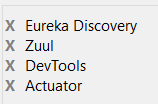 X Eureka Discovery
X Zuul
X DevTools
X Actuator